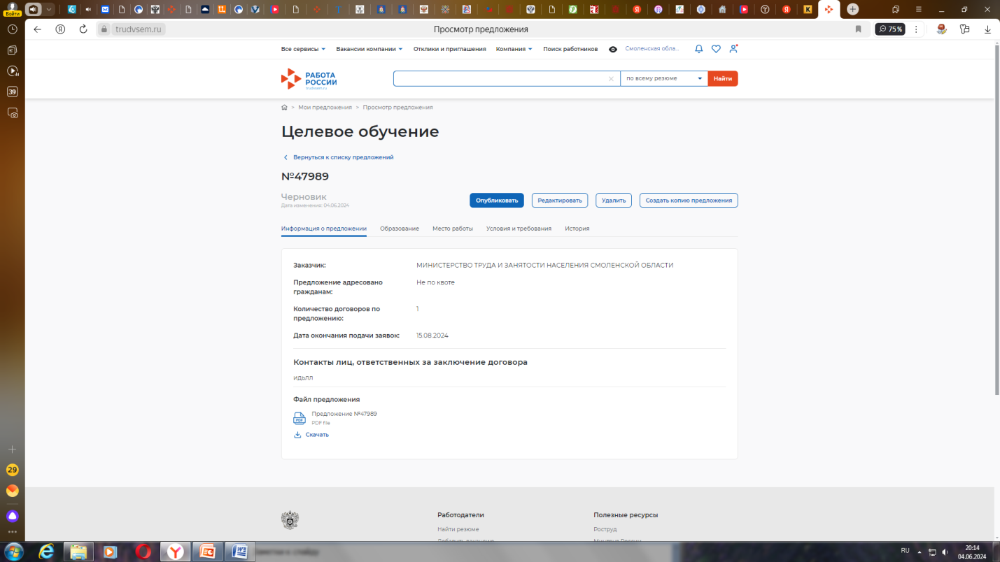 Войти
75%
trudvsem.ru
Просмотр предложения
39
29
Все сервисы
Вакансии компании
Отклики и приглашения
Компания
Поиск работников
Смоленская обла...
РАБОТА
РОССИИ
trudvsem.ru
по всему резюме
Найти
Мои предложения > Просмотр предложения
Целевое обучение
Вернуться к списку предложений
№47989
Черновик
Дата изменения: 04.06.2024
Опубликовать
Редактировать
Удалить
Создать копию предложения
Информация о предложении
Образование
Место работы
Условия и требования
История
Заказчик:
МИНИСТЕРСТВО ТРУДА И ЗАНЯТОСТИ НАСЕЛЕНИЯ СМОЛЕНСКОЙ ОБЛАСТИ
Предложение адресовано
гражданам:
Не по квоте
Количество договоров по
предложению:
1
Дата окончания подачи заявок:
15.08.2024
Контакты лиц, ответственных за заключение договора
идьлл
Файл предложения
Предложение №47989
PDF
PDF file
Скачать
Работодатели
Полезные ресурсы
Найти резюме
Роструд
RU
20:14
04.06.2024